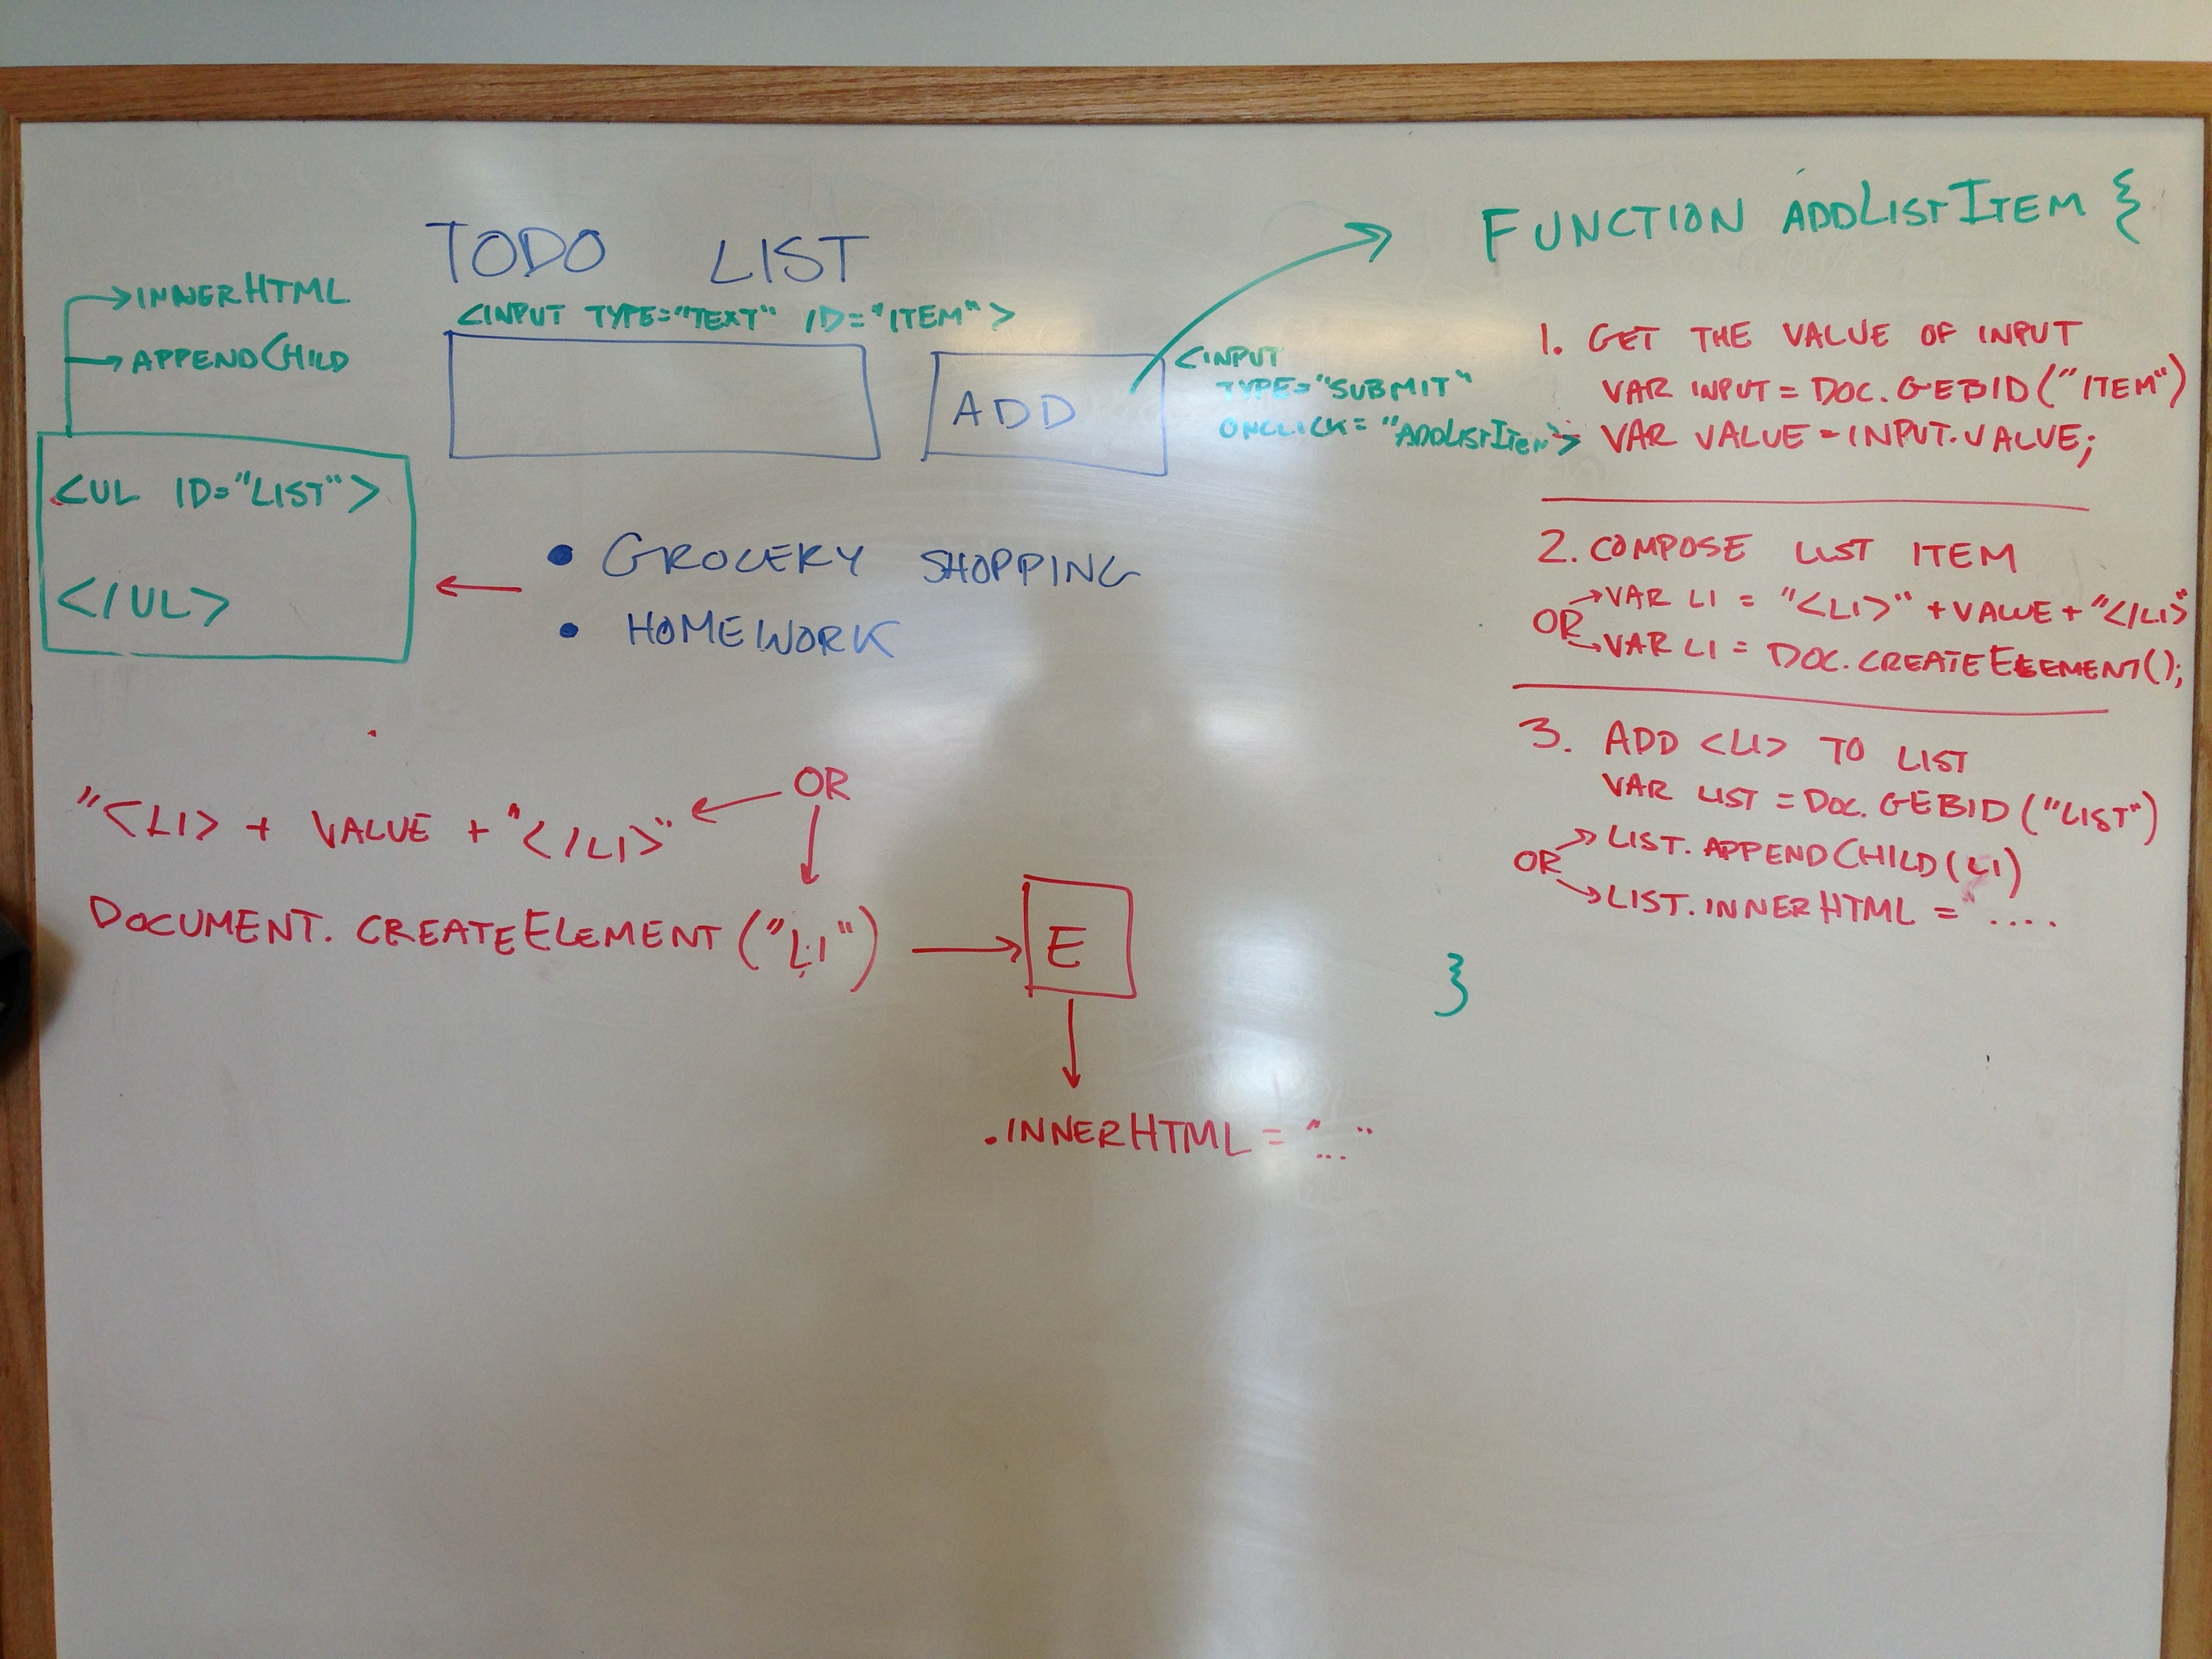 TODO LIST
INNERHTML
APPENDCHILD
<INPUT TYPE="TEXT" ID="ITEM">
ADD
<INPUT
TYPE="SUBMIT"
ONCLICK="ADDLISTITEM">
<UL ID="LIST">
</UL>
• GROCERY SHOPPING
• HOMEWORK
OR
"<LI> + VALUE + "</LI>"
DOCUMENT.CREATEELEMENT("LI")
E
.INNERHTML = "..."
FUNCTION ADDLISTITEM {
1. GET THE VALUE OF INPUT
VAR INPUT = DOC.GEBID("ITEM")
VAR VALUE = INPUT.VALUE;
2. COMPOSE LIST ITEM
OR
VAR LI = "<LI>" + VALUE + "</LI>"
VAR LI = DOC.CREATEELEMENT();
3. ADD <LI> TO LIST
VAR LIST = DOC.GEBID("LIST")
OR
LIST.APPENDCHILD(LI)
LIST.INNERHTML = "....
}